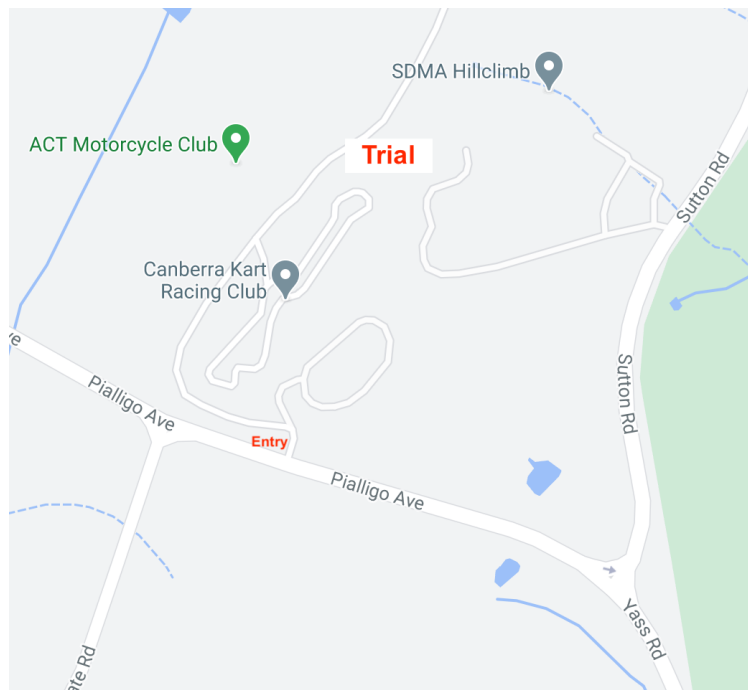 SDMA Hillclimb
ACT Motorcycle Club
Trial
Sutton Rd
Canberra Kart
Racing Club
Pialligo Ave
Sutton Rd
Entry
Pialligo Ave
Yass Rd
Rd